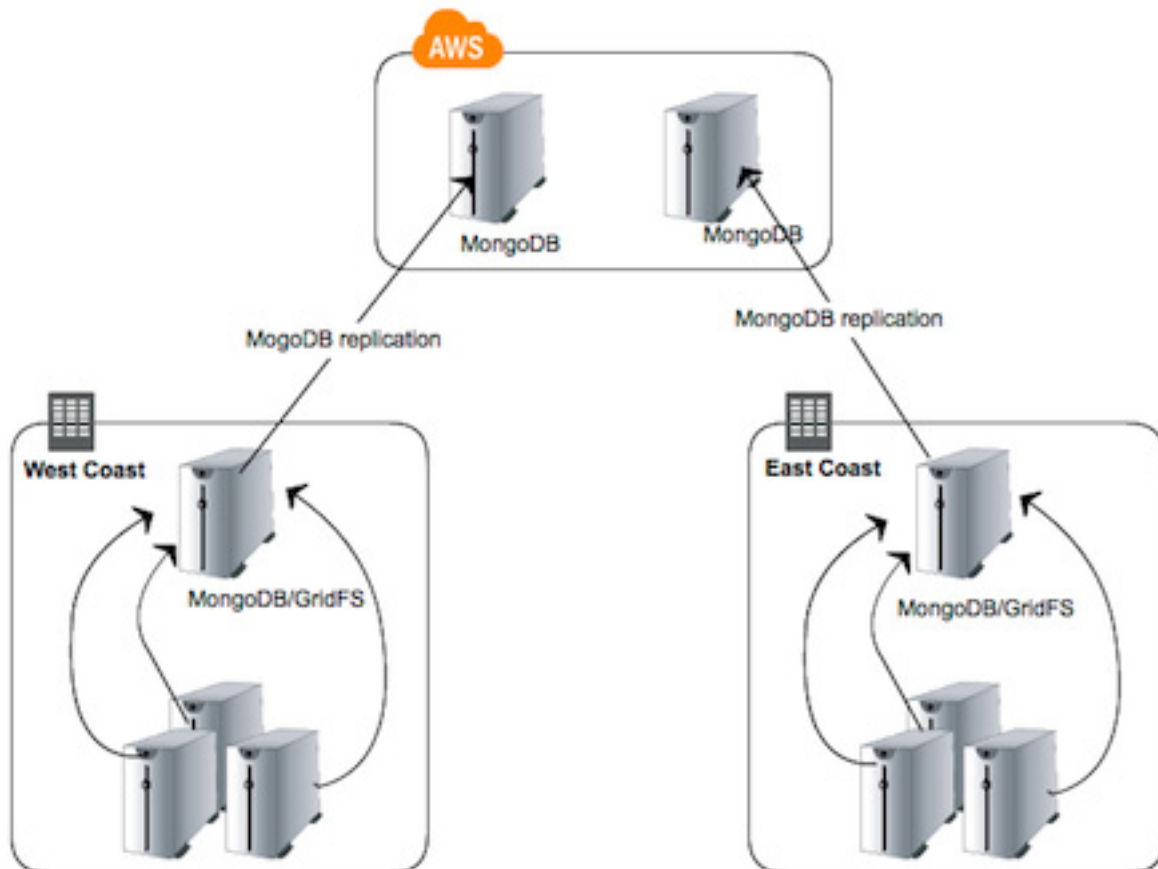 AWS
MongoDB
MongoDB
MogoDB replication
MongoDB replication
West Coast
East Coast
MongoDB/GridFS
MongoDB/GridFS